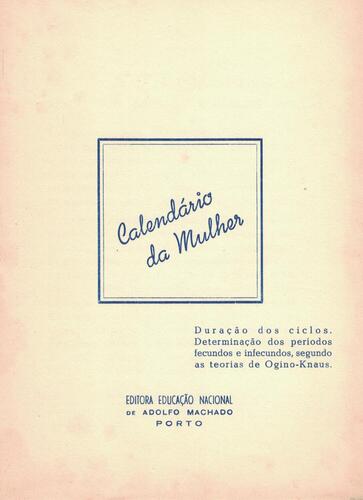 Calendário
da Mulher
Duração dos ciclos.
Determinação dos períodos
fecundos e infecundos, segundo
as teorias de Ogino-Knaus.
EDITORA EDUCAÇÃO NACIONAL
DE ADOLFO MACHADO
PORTO